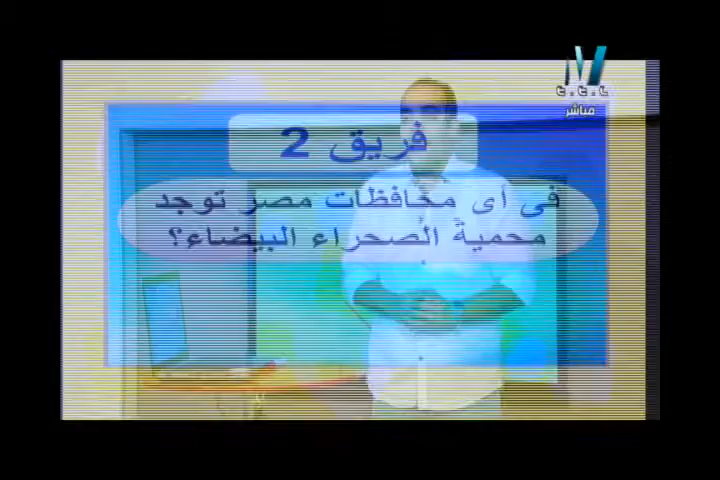 t.t.L
مباشر
فريق 2
فى أى محافظات مصر توجد
محمية الصحراء البيضاء؟